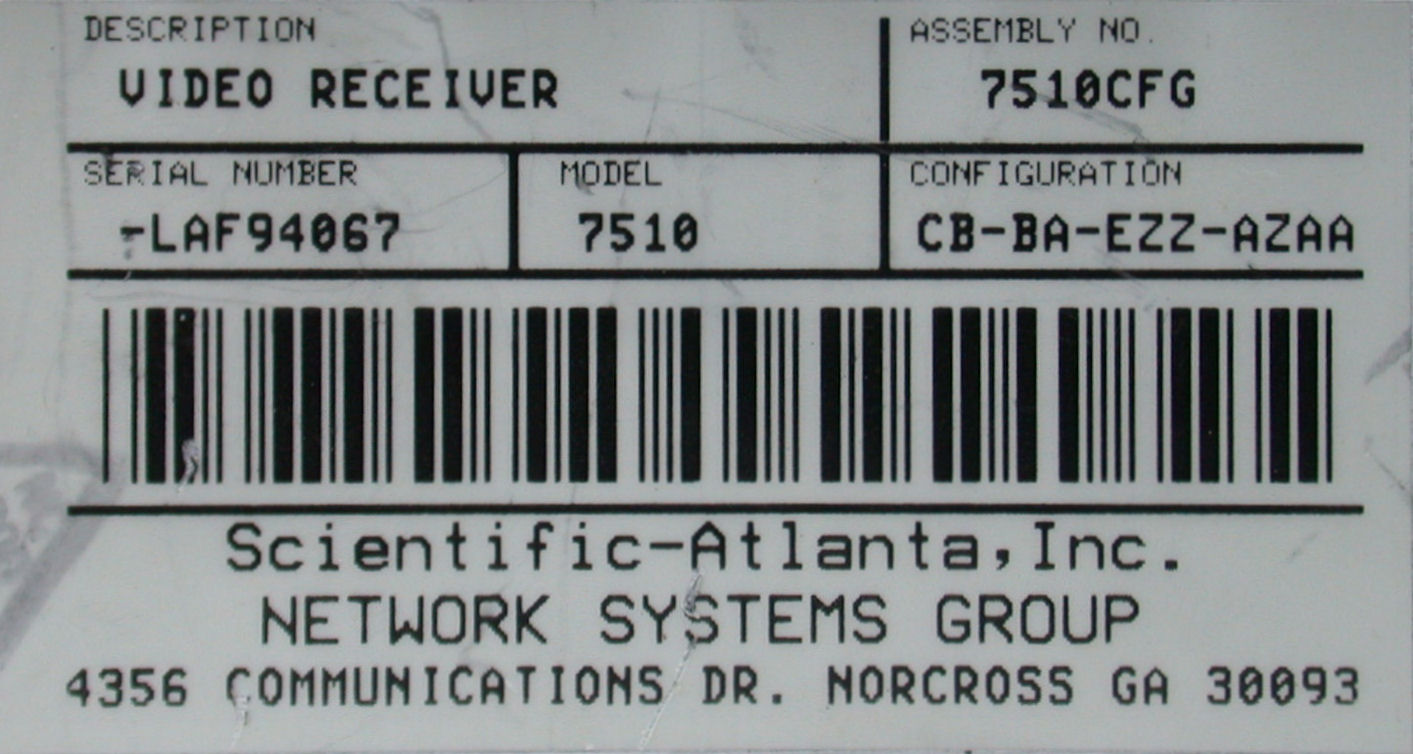 DESCRIPTION
VIDEO RECEIVER
ASSEMBLY NO.
7510CFG
SERIAL NUMBER
-LAF94067
MODEL
7510
CONFIGURATION
CB-BA-EZZ-AZAA
Scientific-Atlanta, Inc.
NETWORK SYSTEMS GROUP
4356 COMMUNICATIONS DR. NORCROSS GA 30093